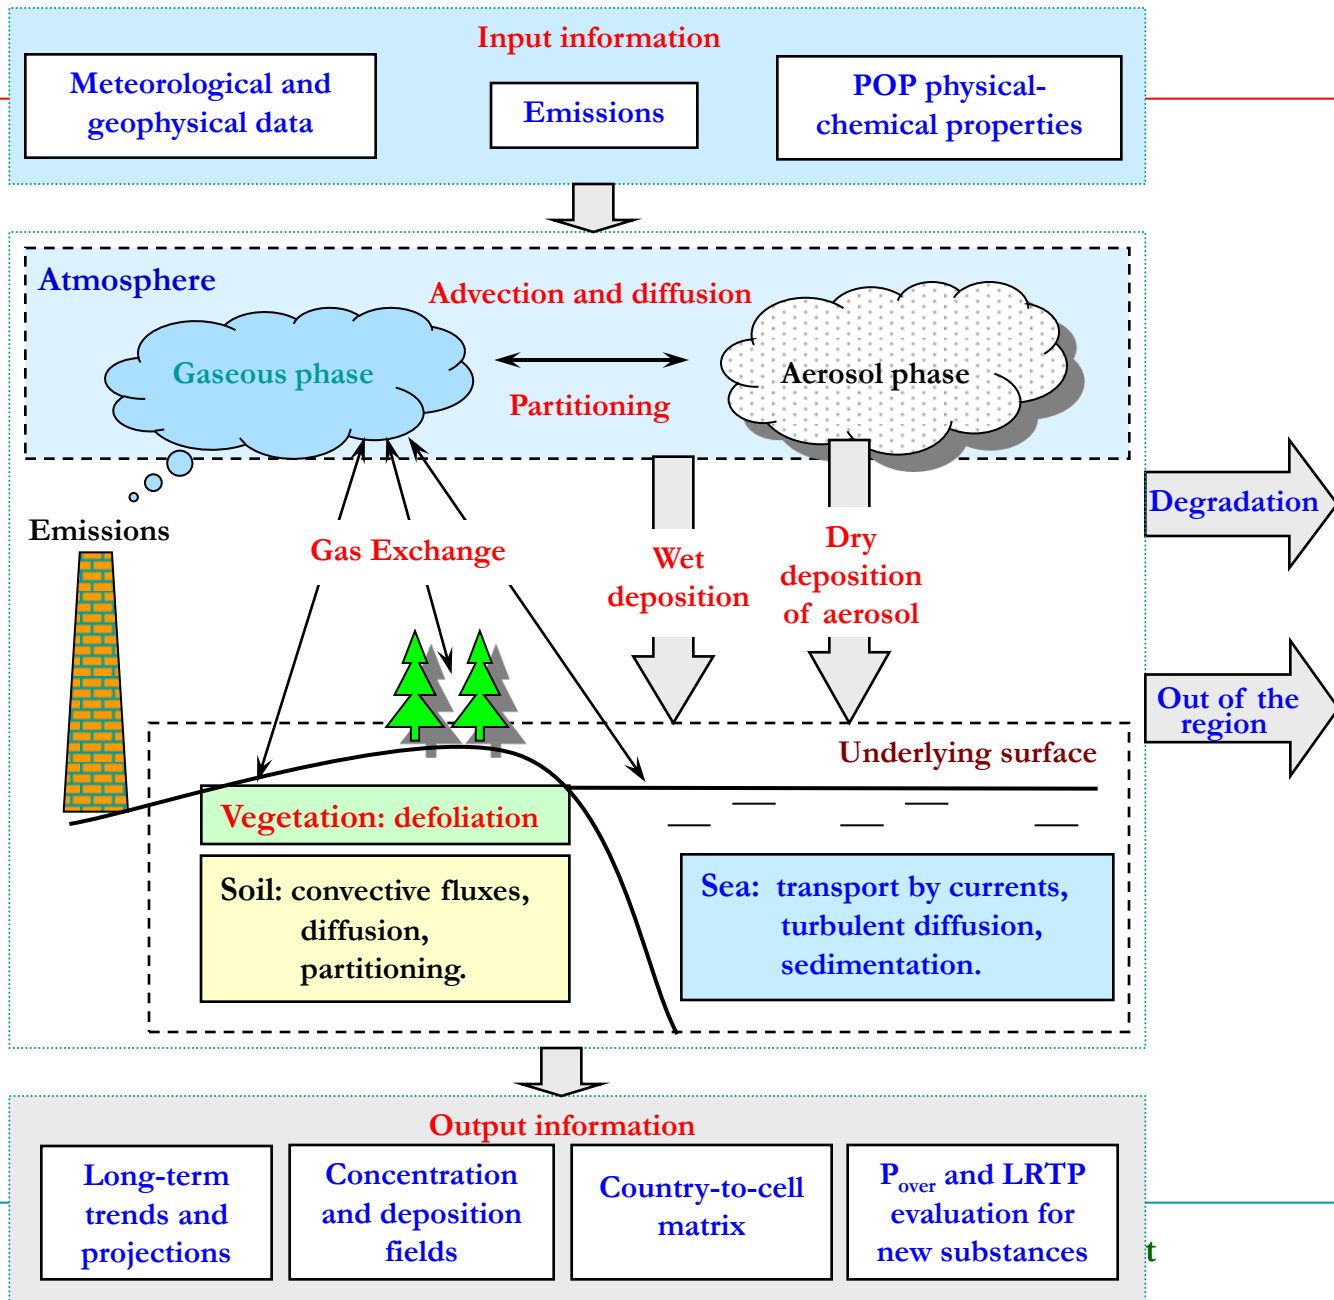 Input information
Meteorological and
geophysical data
Emissions
POP physical-
chemical properties
Atmosphere
Advection and diffusion
Gaseous phase
Aerosol phase
Partitioning
Emissions
Gas Exchange
Wet
deposition
Dry
deposition
of aerosol
Degradation
Out of the
region
Underlying surface
Vegetation: defoliation
Soil: convective fluxes,
diffusion,
partitioning.
Sea: transport by currents,
turbulent diffusion,
sedimentation.
Output information
Long-term
trends and
projections
Concentration
and deposition
fields
Country-to-cell
matrix
Pover and LRTP
evaluation for
new substances
t